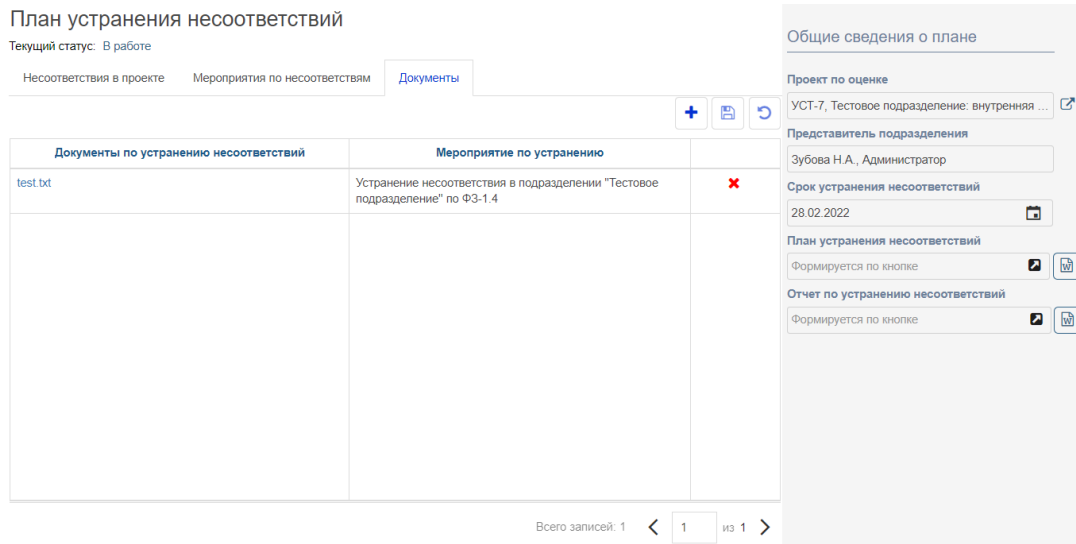 План устранения несоответствий
Текущий статус: В работе
Несоответствия в проекте Мероприятия по несоответствям Документы
Документы по устранению несоответствий Мероприятие по устранению
test.txt Устранение несоответствия в подразделении "Тестовое
подразделение" по ФЗ-1.4
Всего записей: 1 1 из 1
Общие сведения о плане
Проект по оценке
УСТ-7, Тестовое подразделение: внутренняя ...
Представитель подразделения
Зубова Н.А., Администратор
Срок устранения несоответствий
28.02.2022
План устранения несоответствий
Формируется по кнопке
Отчет по устранению несоответствий
Формируется по кнопке